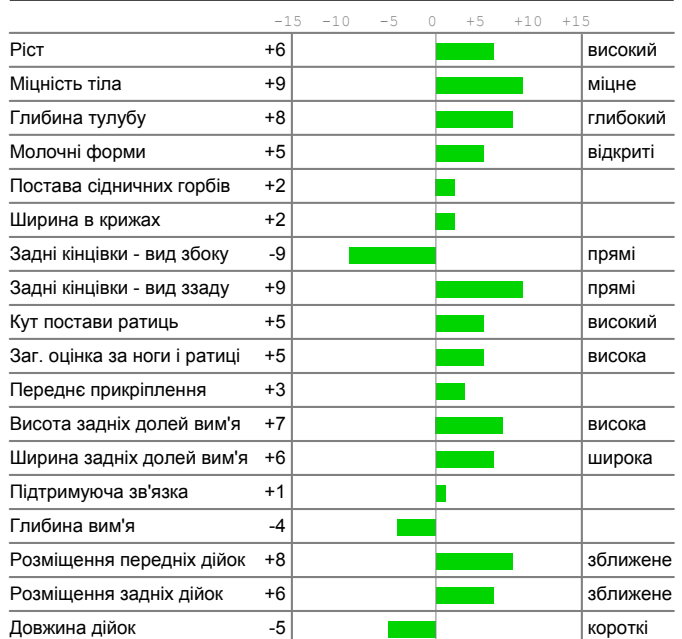 -15 -10 -5 0 +5 +10 +15
Ріст +6 високий
Міцність тіла +9 міцне
Глибина тулубу +8 глибокий
Молочні форми +5 відкриті
Постава сідничних горбів +2
Ширина в крижах +2
Задні кінцівки - вид збоку -9 прямі
Задні кінцівки - вид ззаду +9 прямі
Кут постави ратиць +5 високий
Заг. оцінка за ноги і ратиці +5 висока
Переднє прикріплення +3
Висота задніх долей вим'я +7 висока
Ширина задніх долей вим'я +6 широка
Підтримуюча зв'язка +1
Глибина вим'я -4
Розміщення передніх дійок +8 зближене
Розміщення задніх дійок +6 зближене
Довжина дійок -5 короткі